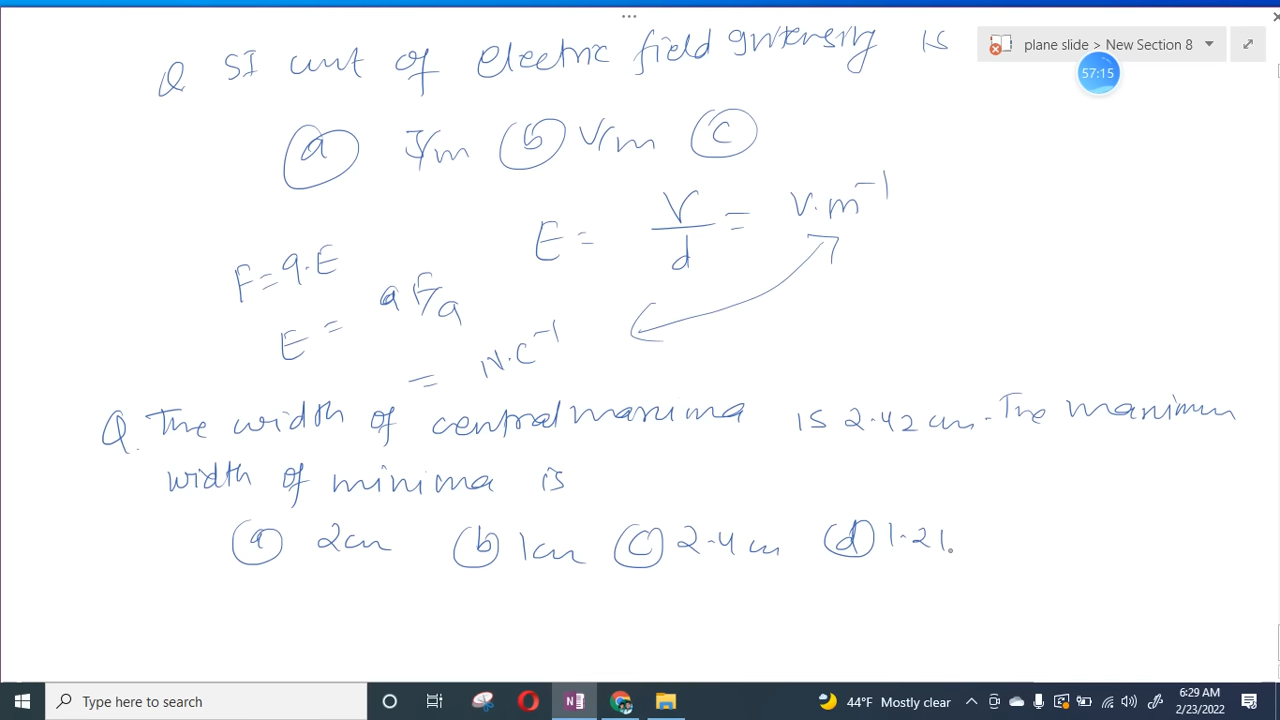 plane slide > New Section 8
57:15
Q SI unit of electric field intensity is
(a) J/m (b) V/m (c)
E = V/d = V.m⁻¹
F = q.E
E = F/q
= N.C⁻¹
Q. The width of central maxima is 2.42 cm. The maximum
width of minima is
(a) 2cm (b) 1cm (c) 2.4 cm (d) 1.21.
Type here to search
44°F Mostly clear
6:29 AM
2/23/2022